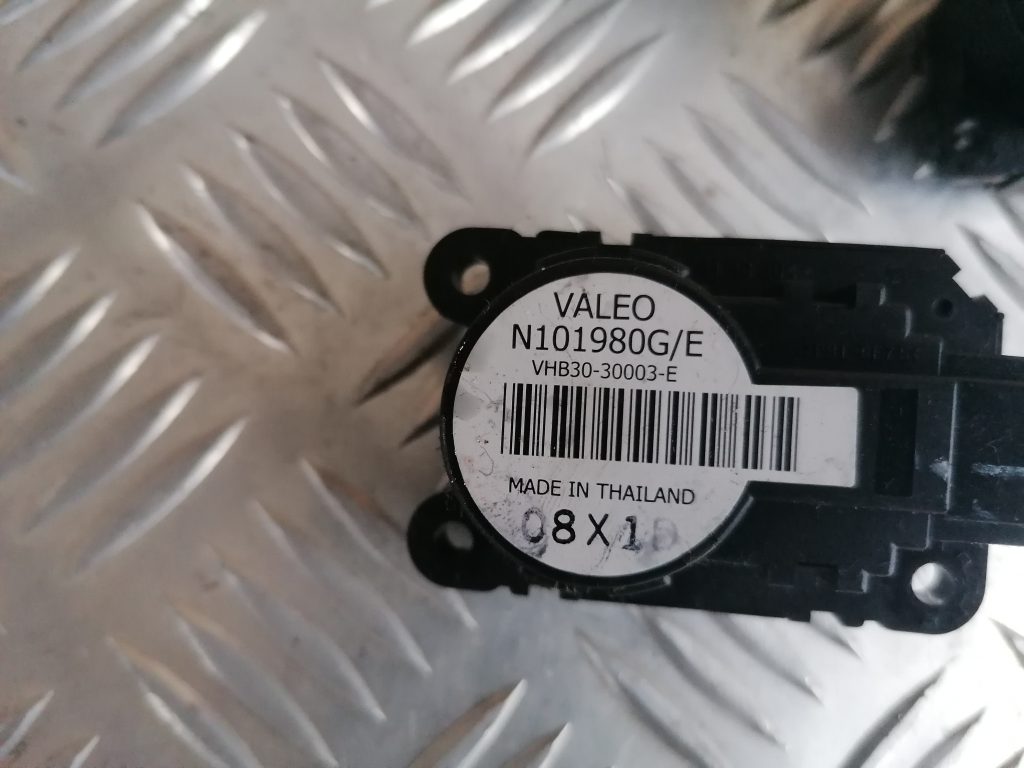 VALEO
N101980G/E
VHB30-30003-E
MADE IN THAILAND
08X1